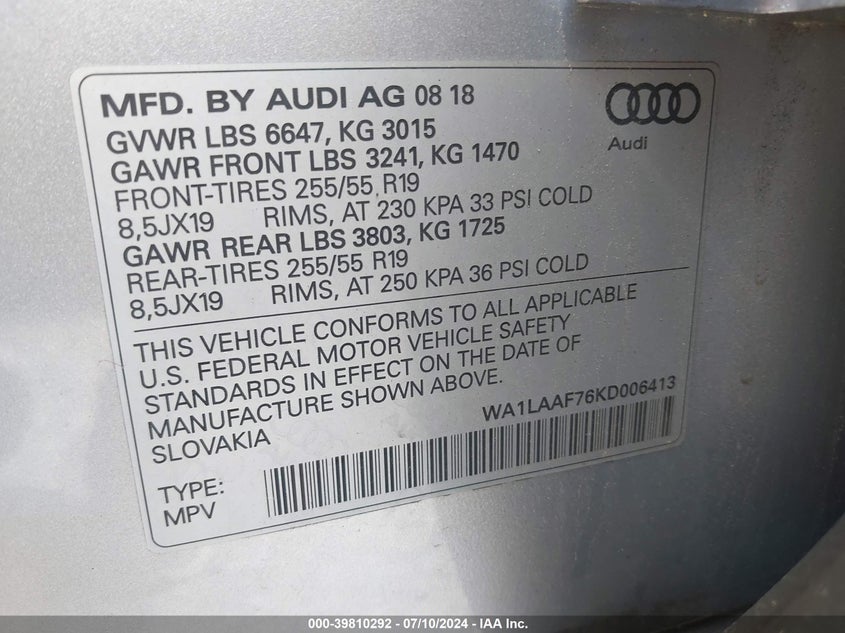 MFD. BY AUDI AG 08 18
GVWR LBS 6647, KG 3015
GAWR FRONT LBS 3241, KG 1470
FRONT-TIRES 255/55 R19
8,5JX19 RIMS, AT 230 KPA 33 PSI COLD
GAWR REAR LBS 3803, KG 1725
REAR-TIRES 255/55 R19
8,5JX19 RIMS, AT 250 KPA 36 PSI COLD
Audi
THIS VEHICLE CONFORMS TO ALL APPLICABLE
U.S. FEDERAL MOTOR VEHICLE SAFETY
STANDARDS IN EFFECT ON THE DATE OF
MANUFACTURE SHOWN ABOVE.
SLOVAKIA
WA1LAAF76KD006413
TYPE:
MPV
000-39810292 - 07/10/2024 - IAA Inc.